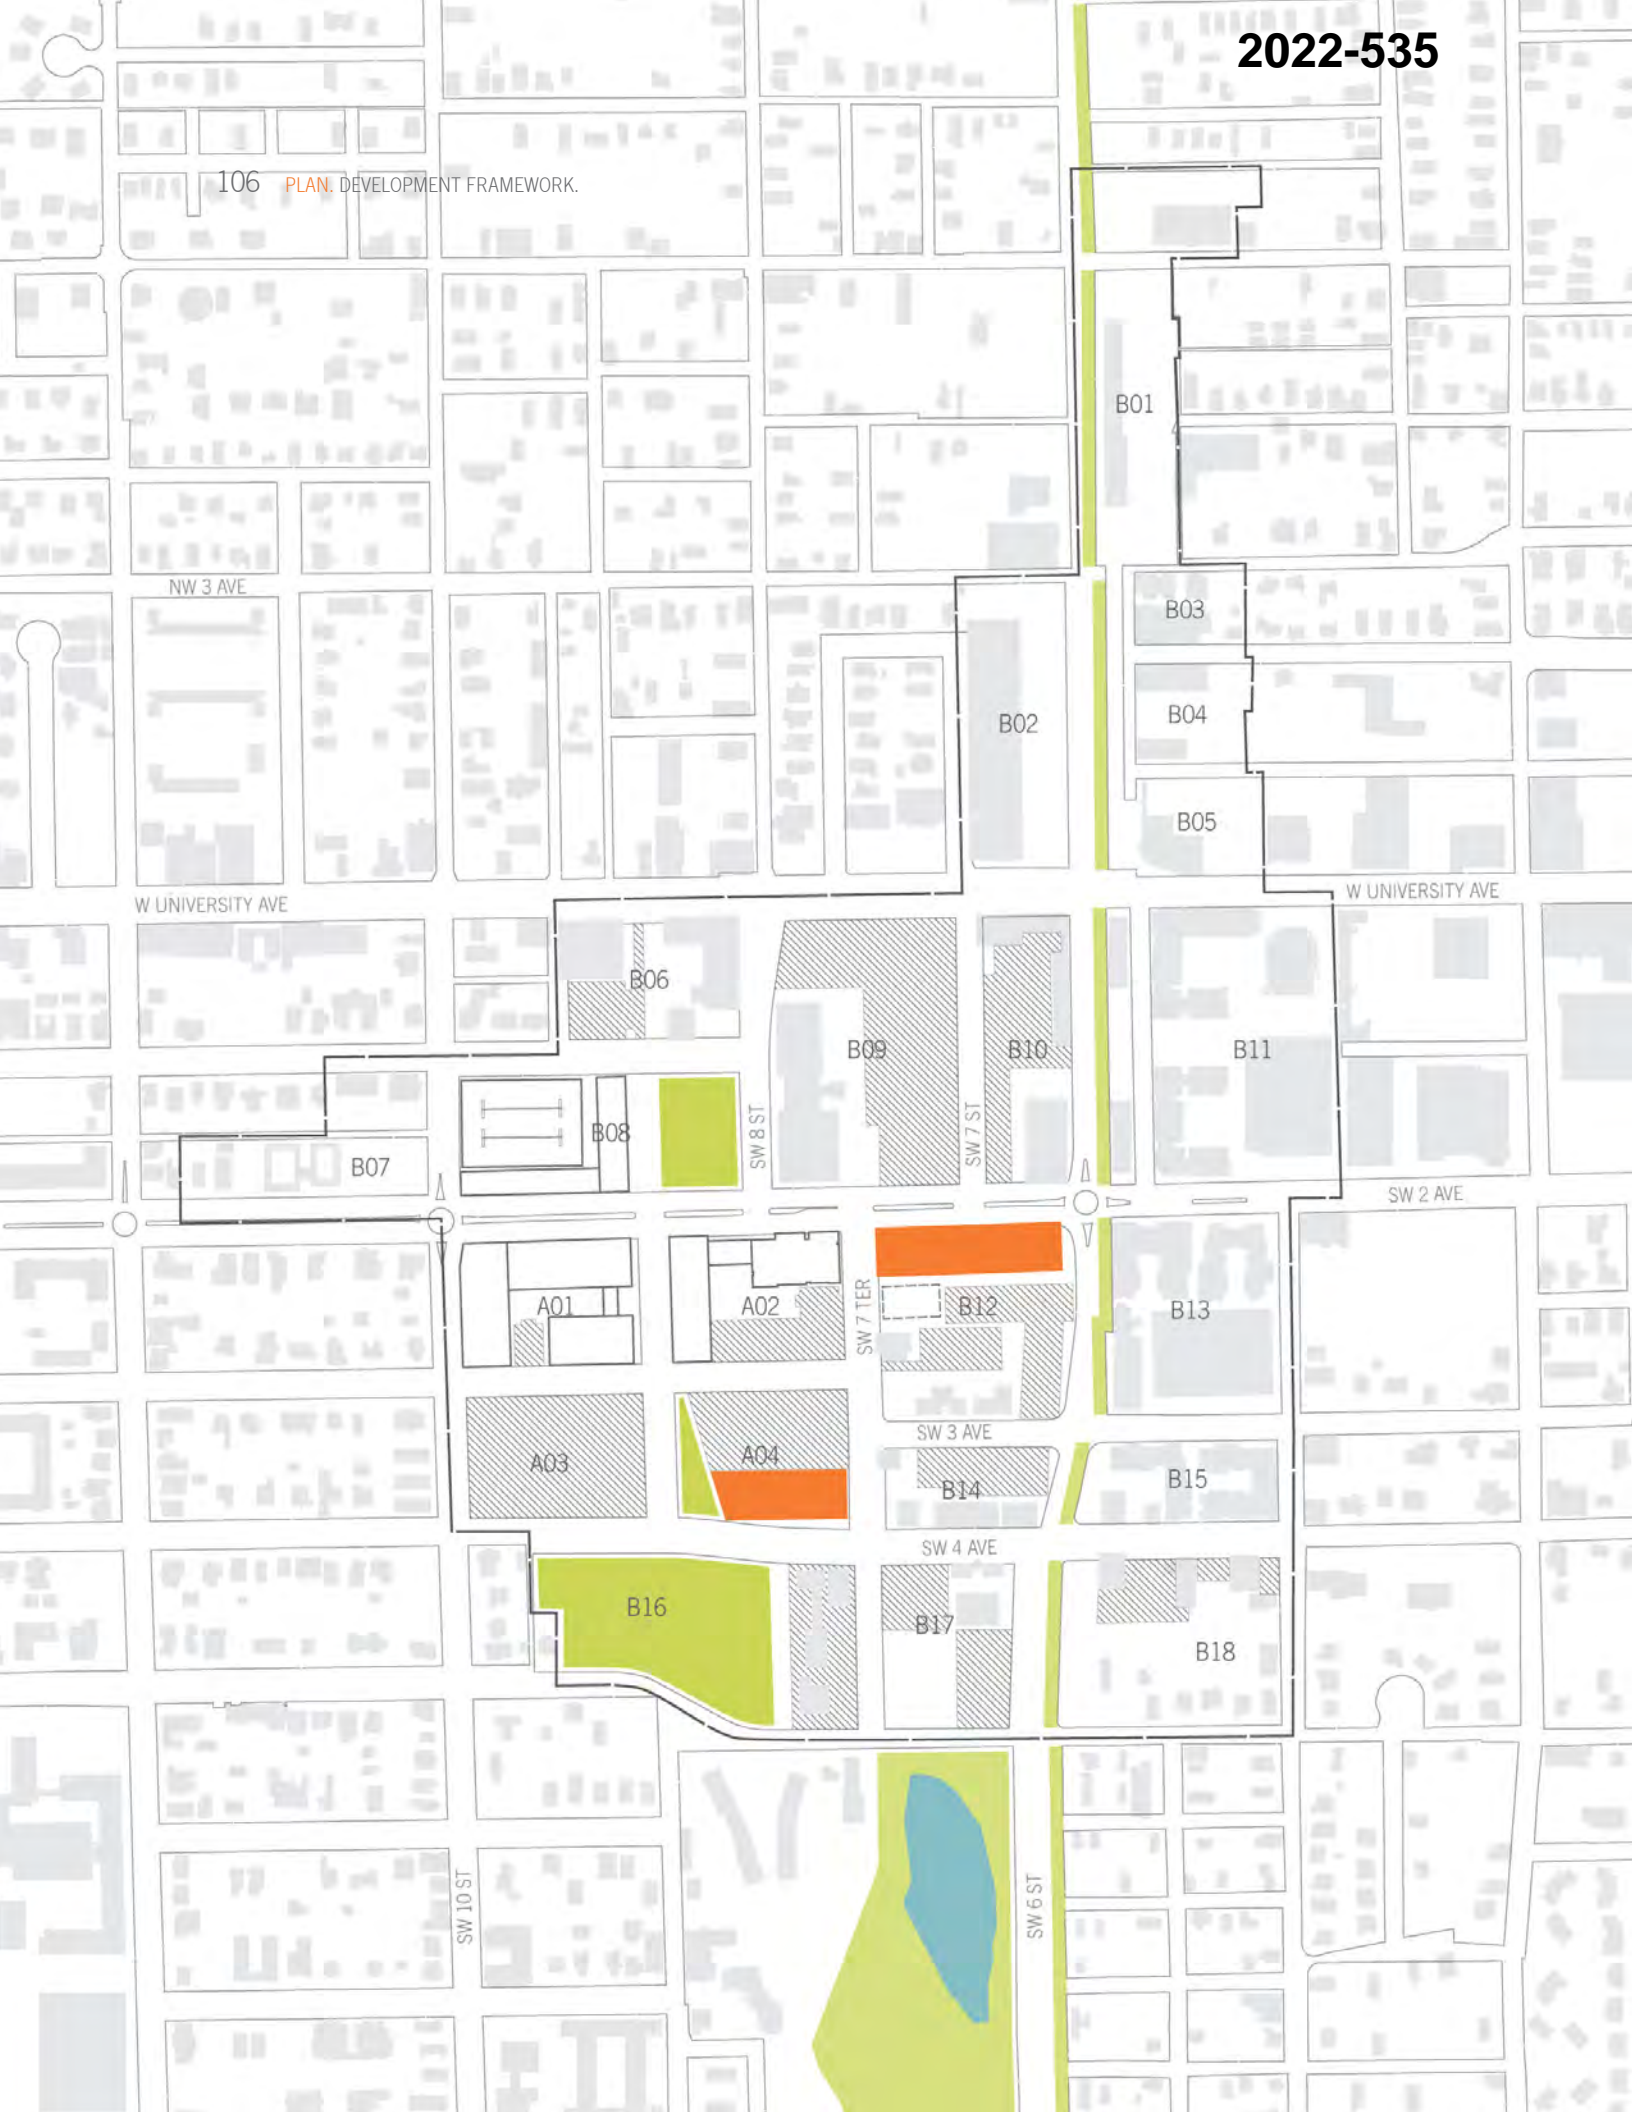 2022-535
106 PLAN. DEVELOPMENT FRAMEWORK.
B01
NW 3 AVE
B03
B04
B02
B05
W UNIVERSITY AVE
W UNIVERSITY AVE
B06
B09
B10
B11
SW 8 ST
SW 7 ST
B08
B07
SW 2 AVE
A01
A02
SW 7 TER
B12
B13
SW 3 AVE
A03
A04
B14
B15
SW 4 AVE
B16
B17
B18
SW 10 ST
SW 6 ST